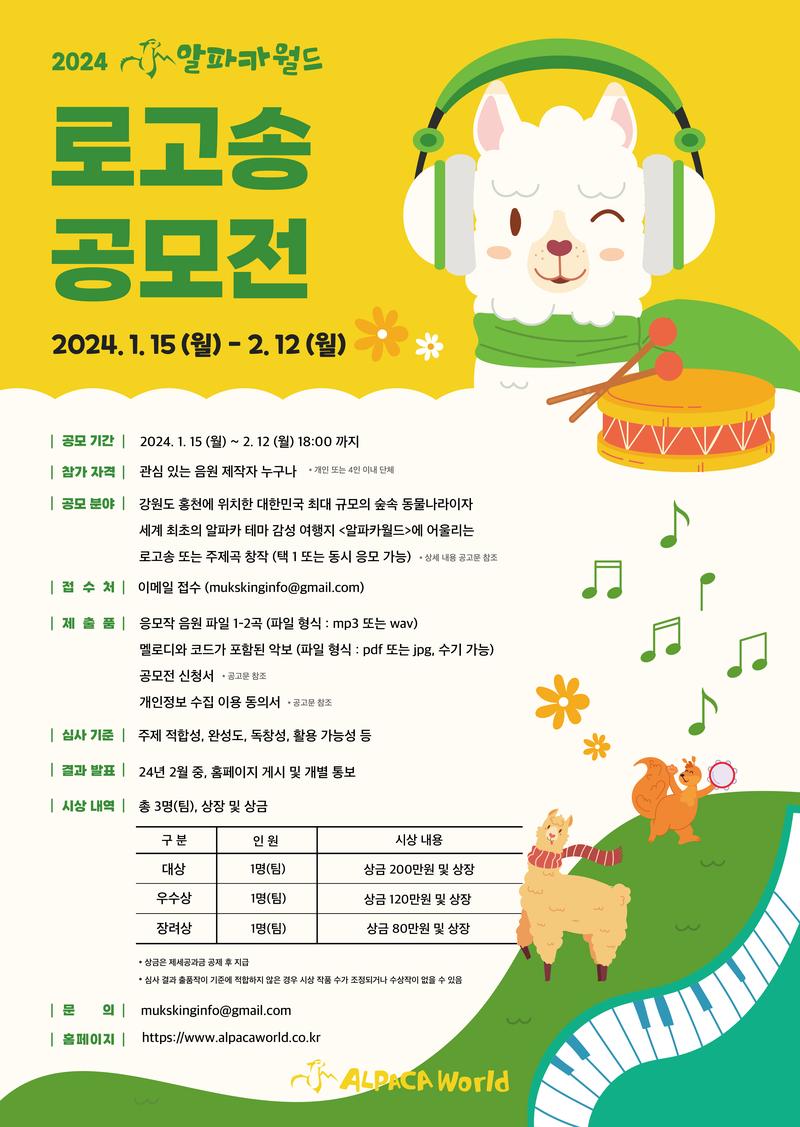 2024 알파카월드
로고송
공모전
2024. 1. 15 (월) - 2. 12 (월)
| 공모 기간 | 2024. 1. 15 (월) ~ 2. 12 (월) 18:00 까지
| 참가 자격 | 관심 있는 음원 제작자 누구나 * 개인 또는 4인 이내 단체
| 공모 분야 | 강원도 홍천에 위치한 대한민국 최대 규모의 숲속 동물나라이자
세계 최초의 알파카 테마 감성 여행지 <알파카월드>에 어울리는
로고송 또는 주제곡 창작 (택 1 또는 동시 응모 가능) * 상세 내용 공고문 참조
| 접 수 처 | 이메일 접수 (mukskinginfo@gmail.com)
| 제 출 품 | 응모작 음원 파일 1-2곡 (파일 형식 : mp3 또는 wav)
멜로디와 코드가 포함된 악보 (파일 형식 : pdf 또는 jpg, 수기 가능)
공모전 신청서 * 공고문 참조
개인정보 수집 이용 동의서 * 공고문 참조
| 심사 기준 | 주제 적합성, 완성도, 독창성, 활용 가능성 등
| 결과 발표 | 24년 2월 중, 홈페이지 게시 및 개별 통보
| 시상 내역 | 총 3명(팀), 상장 및 상금
구 분 인 원 시상 내용
대상 1명(팀) 상금 200만원 및 상장
우수상 1명(팀) 상금 120만원 및 상장
장려상 1명(팀) 상금 80만원 및 상장
* 상금은 제세공과금 공제 후 지급
* 심사 결과 출품작이 기준에 적합하지 않은 경우 시상 작품 수가 조정되거나 수상작이 없을 수 있음
| 문 의 | mukskinginfo@gmail.com
| 홈페이지 | https://www.alpacaworld.co.kr
ALPACA World